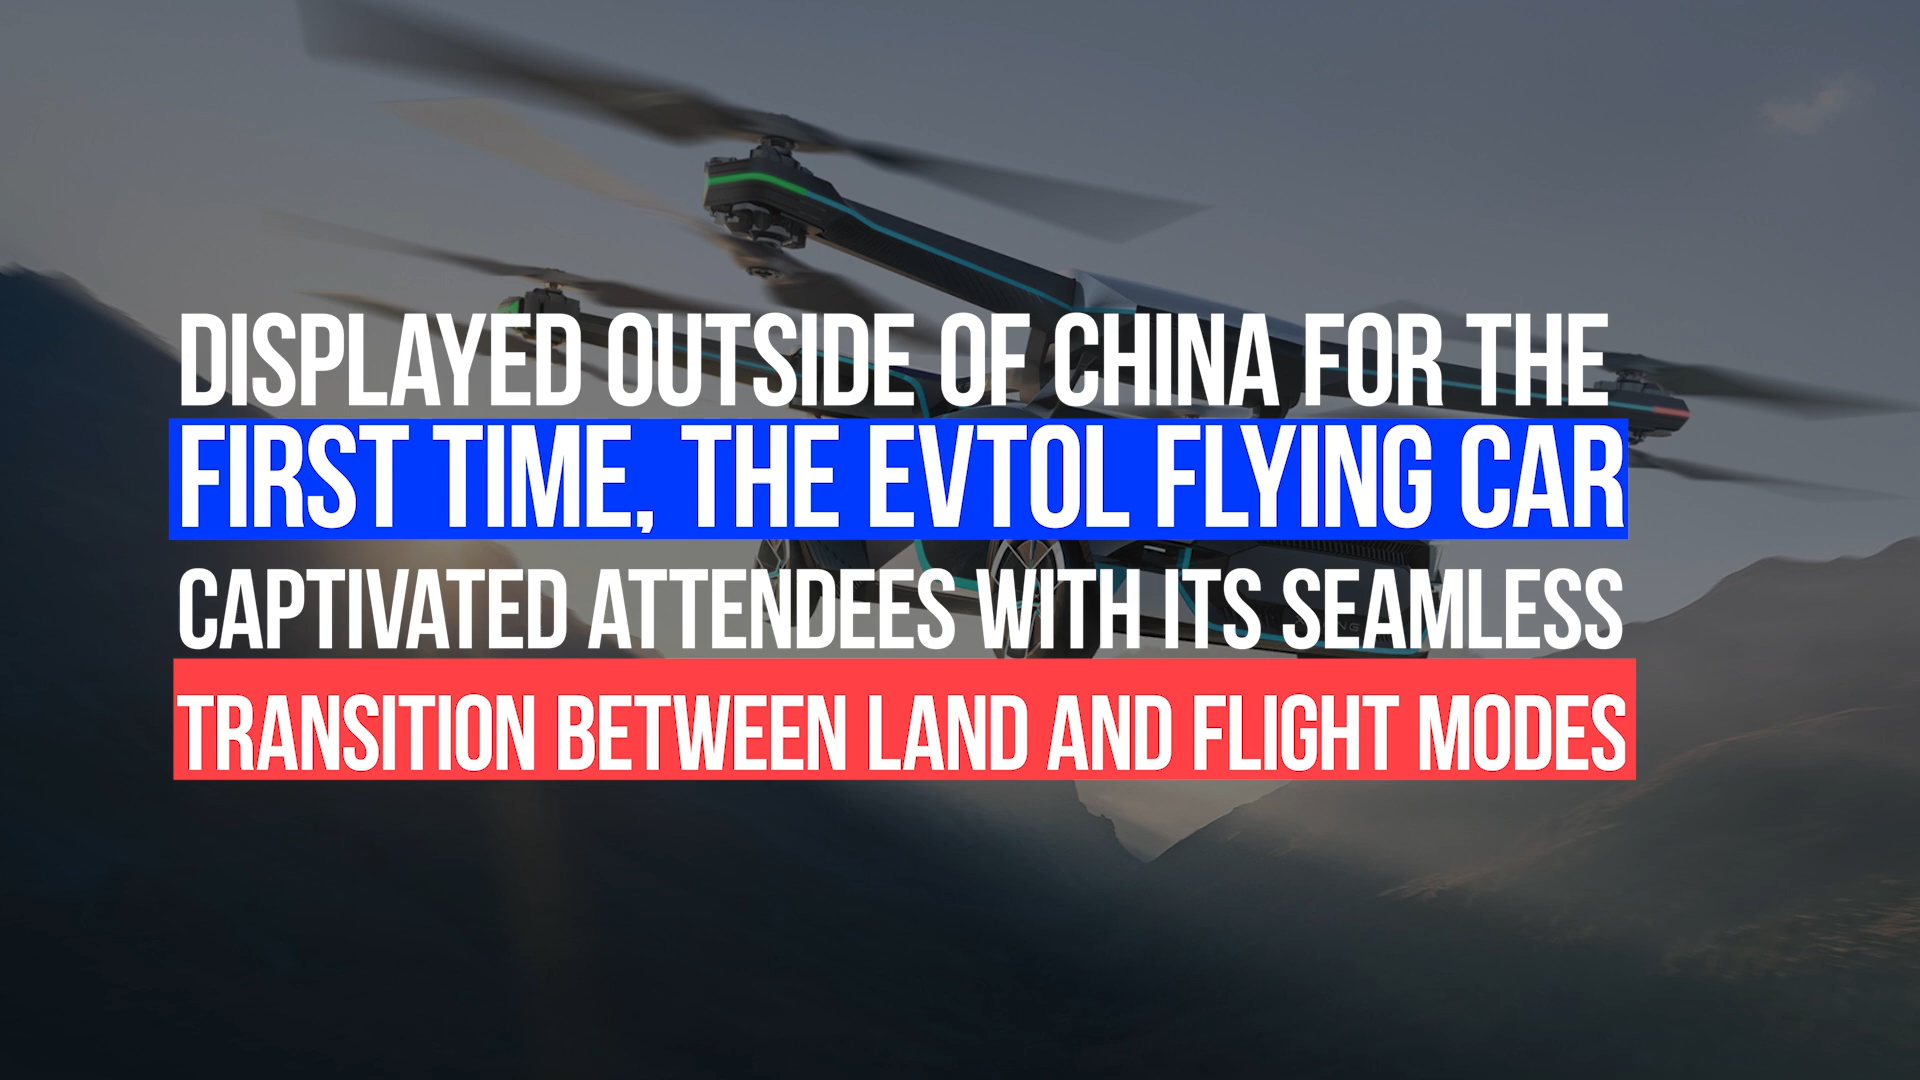 DISPLAYED OUTSIDE OF CHINA FOR THE
FIRST TIME, THE EVTOL FLYING CAR
CAPTIVATED ATTENDEES WITH ITS SEAMLESS
TRANSITION BETWEEN LAND AND FLIGHT MODES